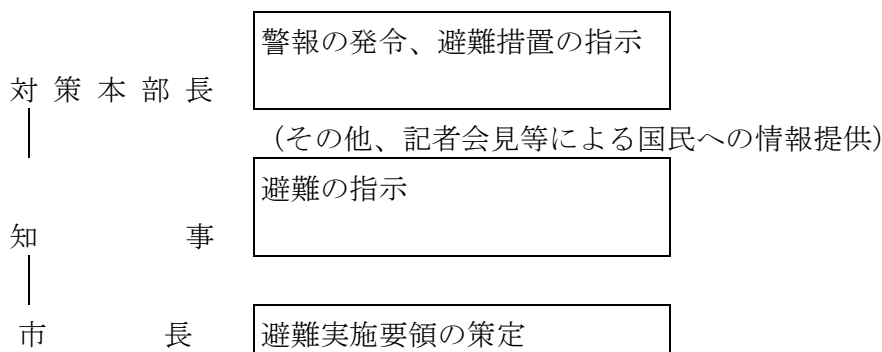 警報の発令、避難措置の指示
対策本部長
(その他、記者会見等による国民への情報提供)
避難の指示
知事
市長
避難実施要領の策定